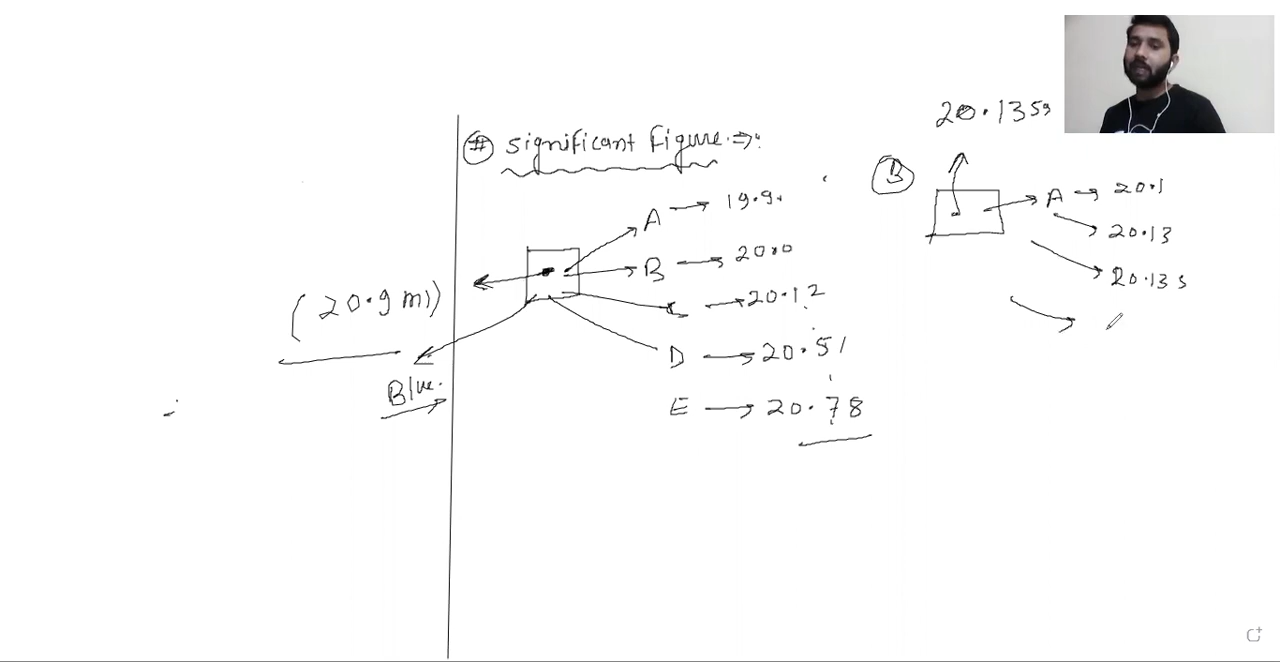 # significant figure ⇒:
A → 19.9
B → 20.0
C → 20.12
D → 20.51
E → 20.78
(20.9 ml)
Blue.
20.1359
B
A → 20.1
20.13
20.135